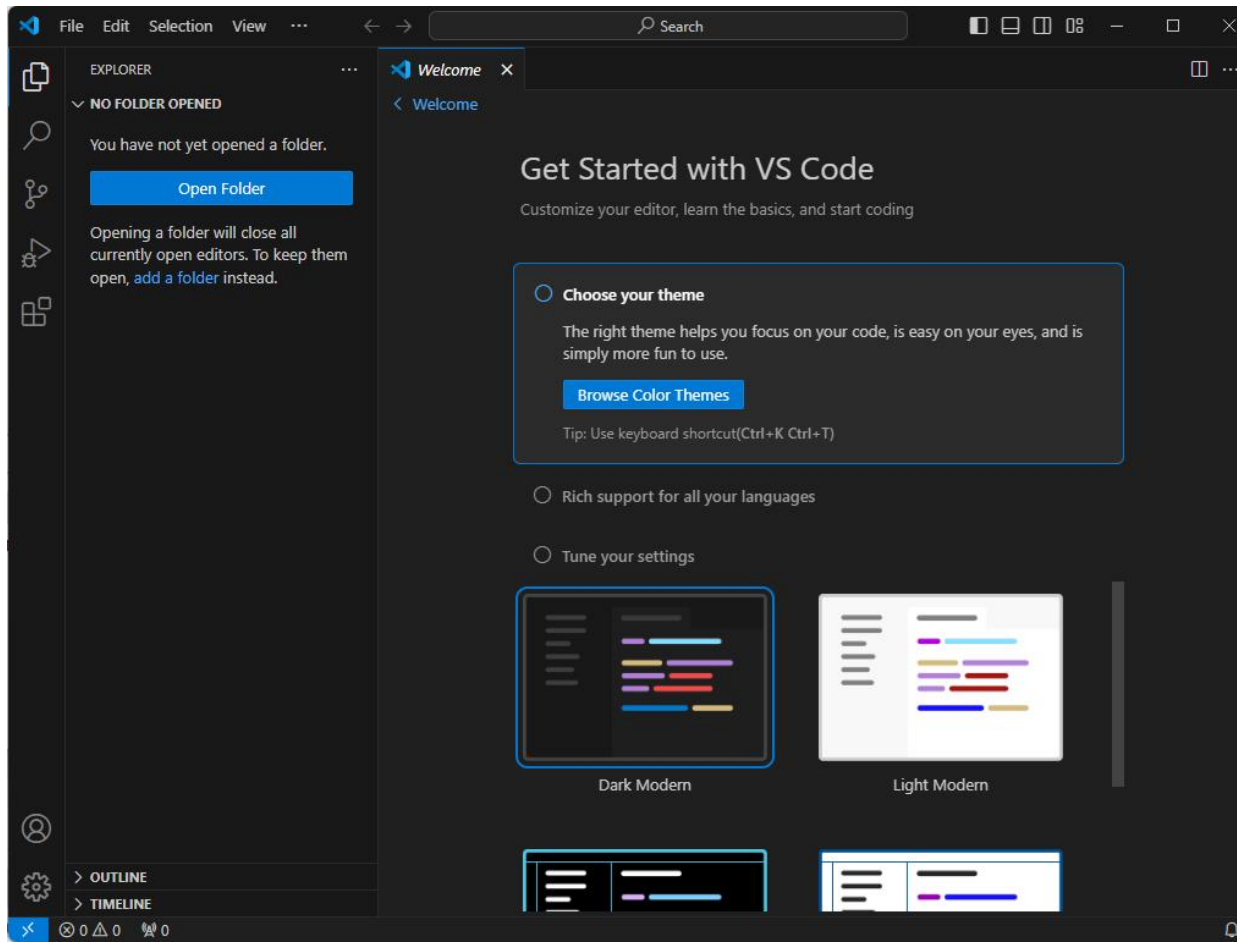 File Edit Selection View ··· Search
EXPLORER ···
NO FOLDER OPENED
You have not yet opened a folder.
Open Folder
Opening a folder will close all
currently open editors. To keep them
open, add a folder instead.
OUTLINE
TIMELINE
Welcome
Welcome
Get Started with VS Code
Customize your editor, learn the basics, and start coding
Choose your theme
The right theme helps you focus on your code, is easy on your eyes, and is
simply more fun to use.
Browse Color Themes
Tip: Use keyboard shortcut(Ctrl+K Ctrl+T)
Rich support for all your languages
Tune your settings
Dark Modern Light Modern
0 0 0